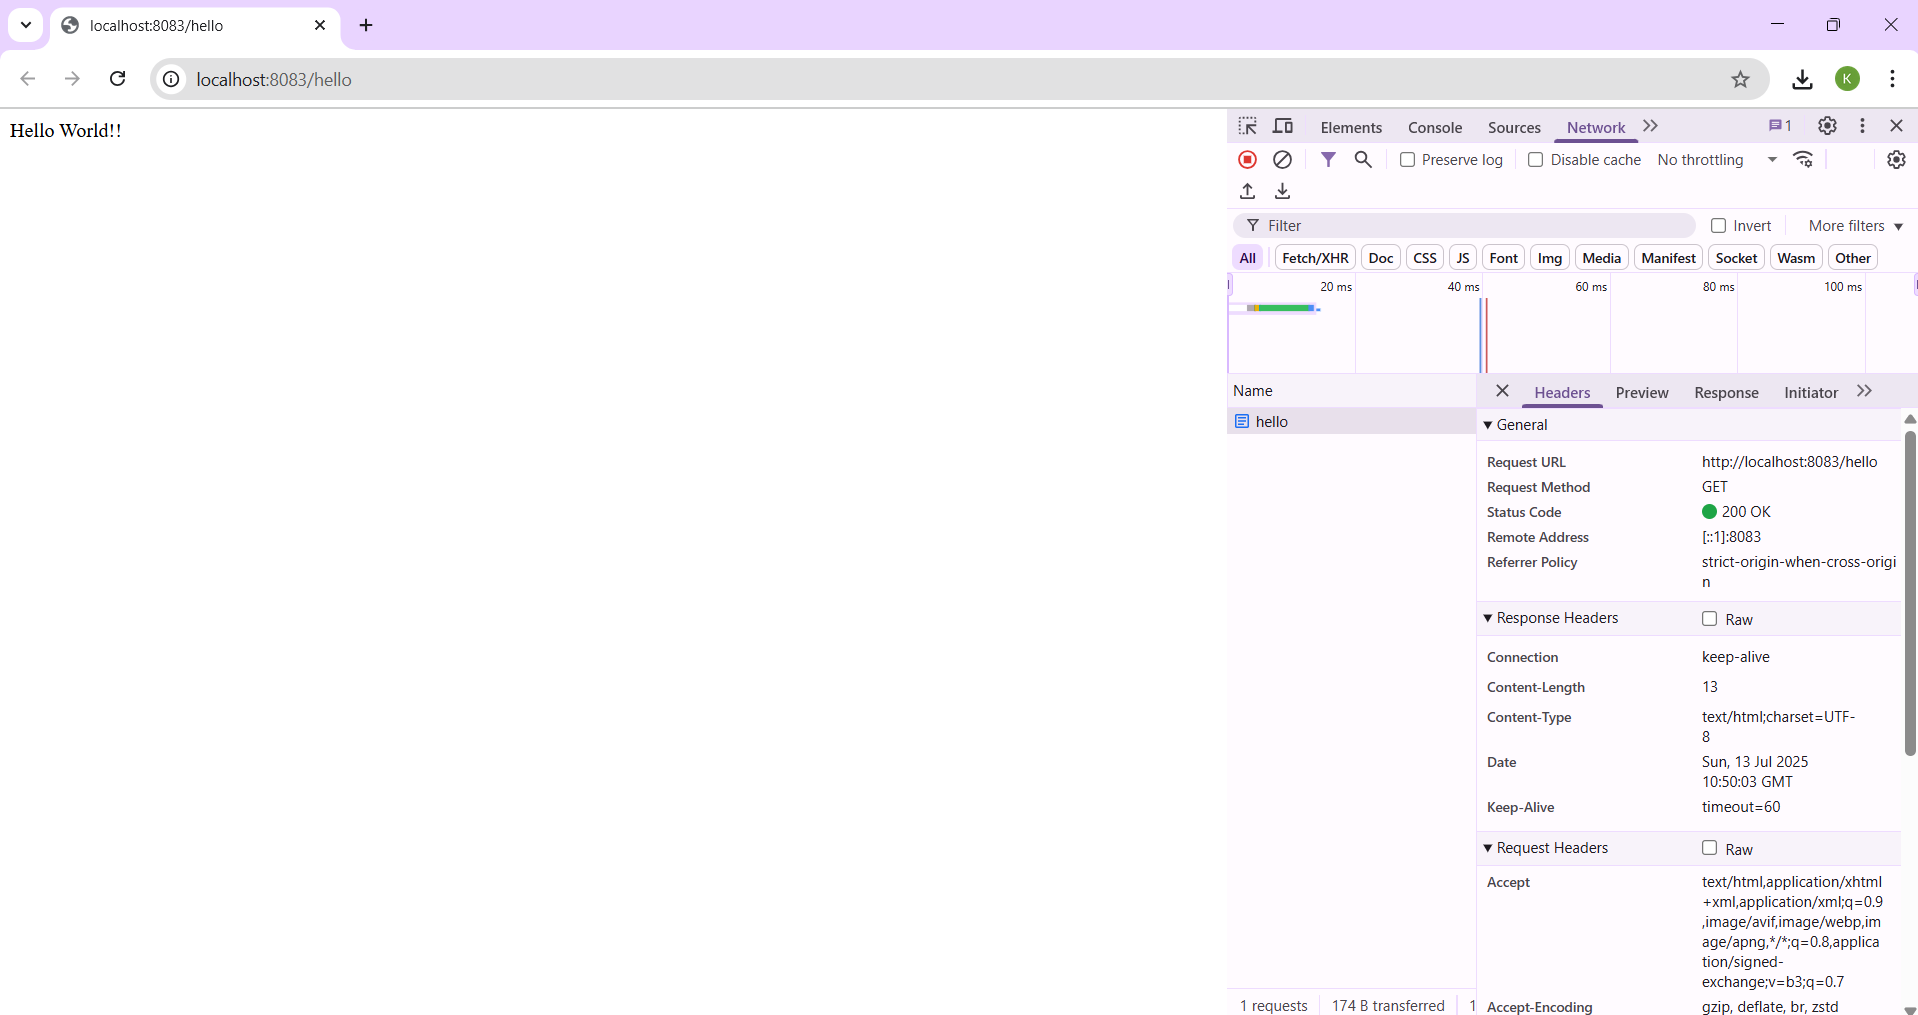 localhost:8083/hello
localhost:8083/hello
K
Hello World!!
Elements Console Sources Network 1
Preserve log Disable cache No throttling
Filter Invert More filters
All Fetch/XHR Doc CSS JS Font Img Media Manifest Socket Wasm Other
20 ms 40 ms 60 ms 80 ms 100 ms
Name
hello
Headers Preview Response Initiator
General
Request URL http://localhost:8083/hello
Request Method GET
Status Code 200 OK
Remote Address [::1]:8083
Referrer Policy strict-origin-when-cross-origi
n
Response Headers Raw
Connection keep-alive
Content-Length 13
Content-Type text/html;charset=UTF-
8
Date Sun, 13 Jul 2025
10:50:03 GMT
Keep-Alive timeout=60
Request Headers Raw
Accept text/html,application/xhtml
+xml,application/xml;q=0.9
,image/avif,image/webp,im
age/apng,*/*;q=0.8,applica
tion/signed-
exchange;v=b3;q=0.7
Accept-Encoding gzip, deflate, br, zstd
1 requests 174 B transferred 1